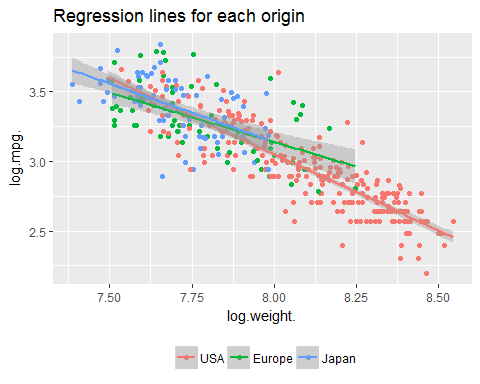 Regression lines for each origin
log.mpg.
3.5
3.0
2.5
7.50 7.75 8.00 8.25 8.50
log.weight.
USA Europe Japan